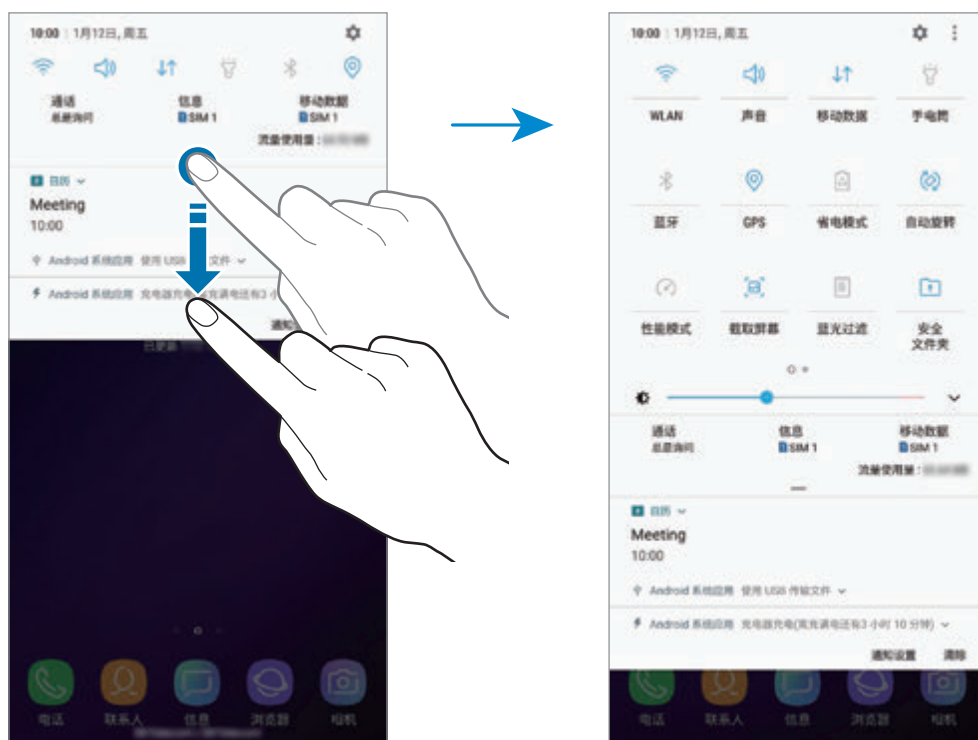 10:00 | 1月12日, 周五
通话 信息 移动数据
总是询问 SIM 1 SIM 1
流量使用量 :
日历
Meeting
10:00
Android 系统应用 使用 USB 文件
Android 系统应用 充电器充电 充满电还有3 小
通知设
电话 联系人 信息 浏览器 相机
10:00 | 1月12日, 周五
WLAN 声音 移动数据 手电筒
蓝牙 GPS 省电模式 自动旋转
性能模式 截取屏幕 蓝光过滤 安全
文件夹
通话 信息 移动数据
总是询问 SIM 1 SIM 1
流量使用量 :
日历
Meeting
10:00
Android 系统应用 使用 USB 传输文件
Android 系统应用 充电器充电(离充满电还有3 小时 10 分钟)
通知设置 清除
电话 联系人 信息 浏览器 相机